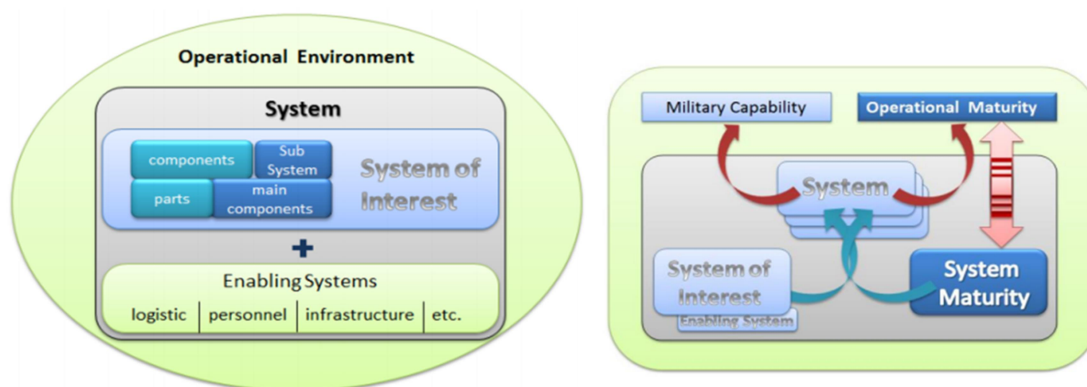 Operational Environment
System
components
Sub
System
parts
main
components
System of
Interest
+
Enabling Systems
logistic
personnel
infrastructure
etc.
Military Capability
Operational Maturity
System
System of
Interest
Enabling System
System
Maturity